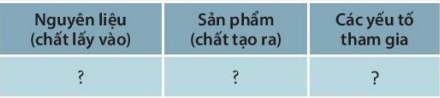 Nguyên liệu Sản phẩm Các yếu tố
(chất lấy vào) (chất tạo ra) tham gia
? ? ?